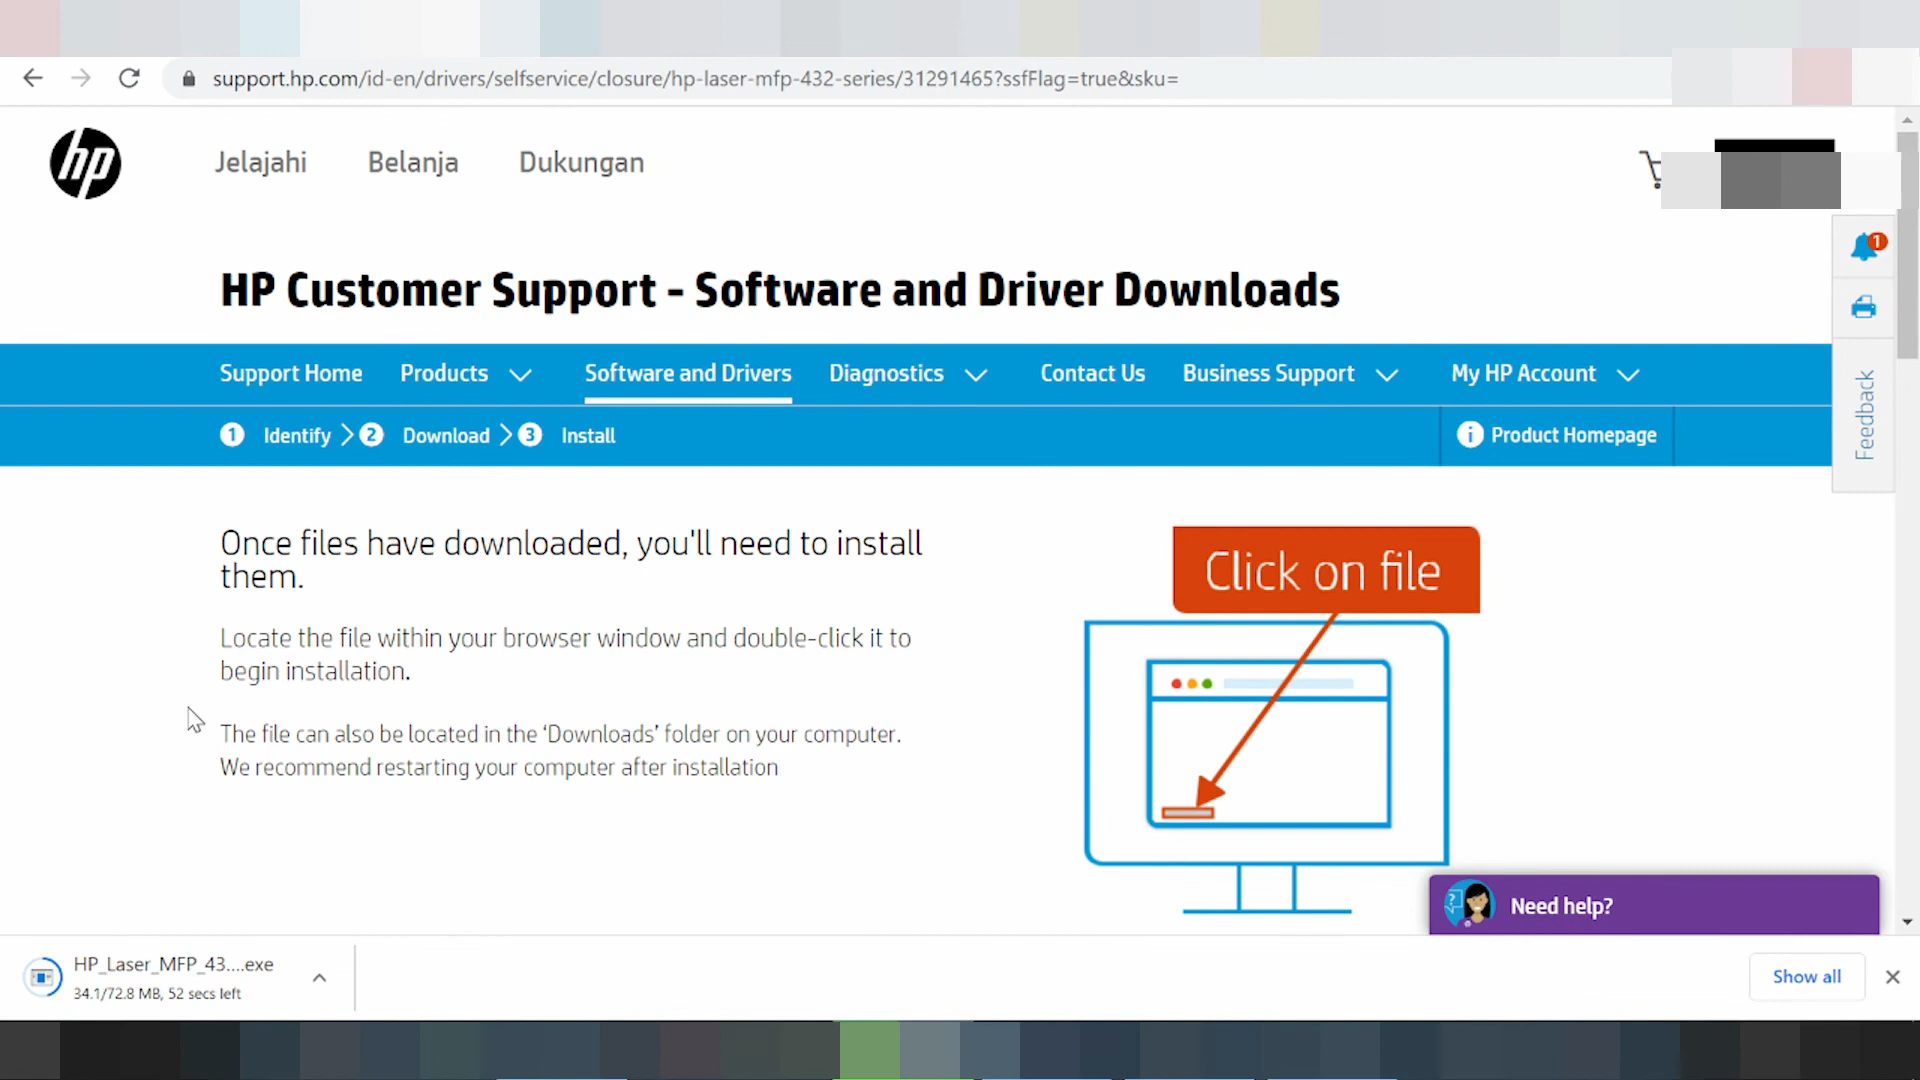 support.hp.com/id-en/drivers/selfservice/closure/hp-laser-mfp-432-series/31291465?ssfFlag=true&sku=
hp
Jelajahi Belanja Dukungan
1
HP Customer Support - Software and Driver Downloads
Support Home Products Software and Drivers Diagnostics Contact Us Business Support My HP Account
1 Identify 2 Download 3 Install i Product Homepage
Feedback
Once files have downloaded, you'll need to install
them.
Click on file
Locate the file within your browser window and double-click it to
begin installation.
The file can also be located in the ‘Downloads’ folder on your computer.
We recommend restarting your computer after installation
? Need help?
HP_Laser_MFP_43....exe
34.1/72.8 MB, 52 secs left
Show all